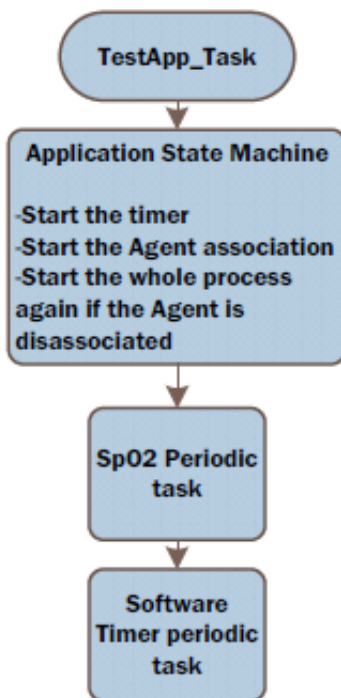 TestApp_Task
Application State Machine
-Start the timer
-Start the Agent association
-Start the whole process
again if the Agent is
disassociated
SpO2 Periodic
task
Software
Timer periodic
task